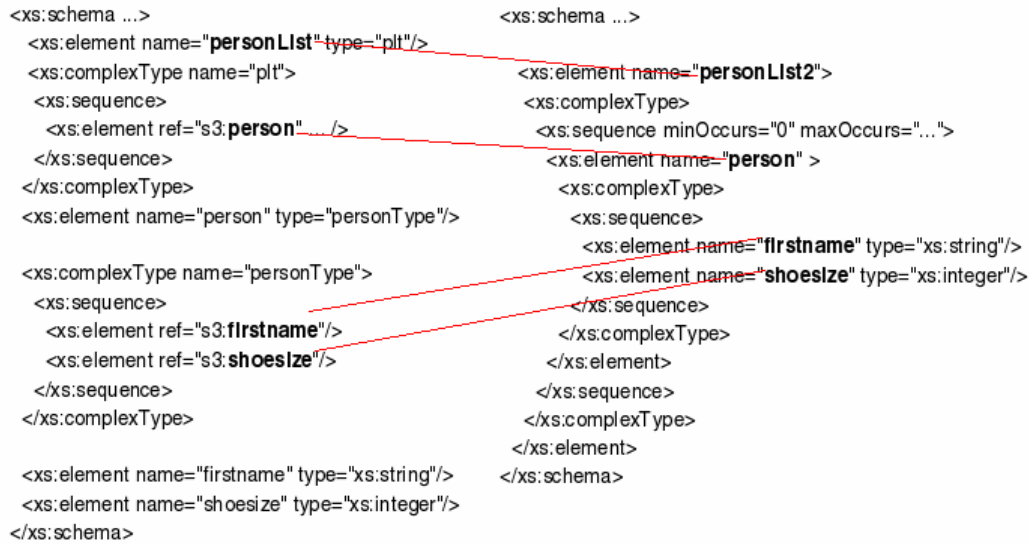 <xs:schema ...>
<xs:element name="personList" type="plt"/>
<xs:complexType name="plt">
<xs:sequence>
<xs:element ref="s3:person" ... />
</xs:sequence>
</xs:complexType>
<xs:element name="person" type="personType"/>
<xs:complexType name="personType">
<xs:sequence>
<xs:element ref="s3:firstname"/>
<xs:element ref="s3:shoesize"/>
</xs:sequence>
</xs:complexType>
<xs:element name="firstname" type="xs:string"/>
<xs:element name="shoesize" type="xs:integer"/>
</xs:schema>
<xs:schema ...>
<xs:element name="personList2">
<xs:complexType>
<xs:sequence minOccurs="0" maxOccurs="...">
<xs:element name="person" >
<xs:complexType>
<xs:sequence>
<xs:element name="firstname" type="xs:string"/>
<xs:element name="shoesize" type="xs:integer"/>
</xs:sequence>
</xs:complexType>
</xs:element>
</xs:sequence>
</xs:complexType>
</xs:element>
</xs:schema>